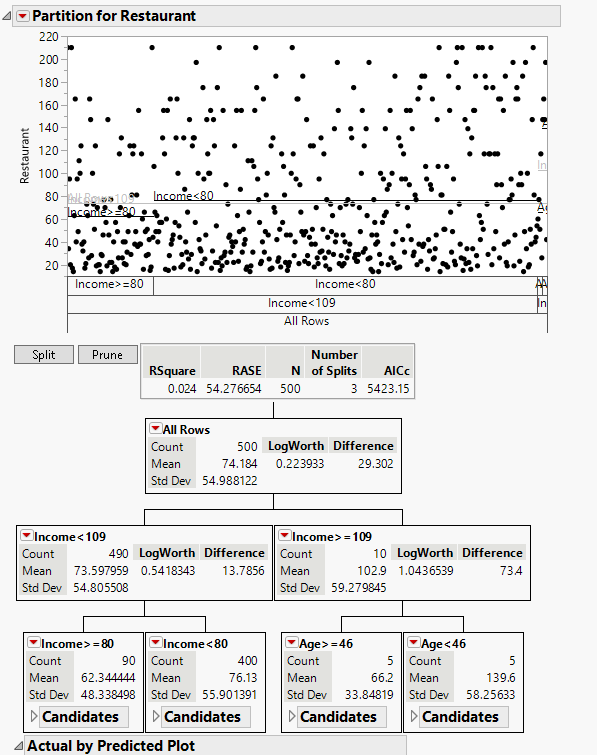 Partition for Restaurant
220
200
180
160
140
120
100
80
60
40
20
Restaurant
Income<80
Income>=80
Income>=80 Income<80
Income<109 In
All Rows
Split Prune
RSquare RASE N Number of Splits AICc
0.024 54.276654 500 3 5423.15
All Rows
Count 500 LogWorth Difference
Mean 74.184 0.223933 29.302
Std Dev 54.988122
Income<109 Income>=109
Count 490 LogWorth Difference Count 10 LogWorth Difference
Mean 73.597959 0.5418343 13.7856 Mean 102.9 1.0436539 73.4
Std Dev 54.805508 Std Dev 59.279845
Income>=80 Income<80 Age>=46 Age<46
Count 90 Count 400 Count 5 Count 5
Mean 62.344444 Mean 76.13 Mean 66.2 Mean 139.6
Std Dev 48.338498 Std Dev 55.901391 Std Dev 33.84819 Std Dev 58.25633
Candidates Candidates Candidates Candidates
Actual by Predicted Plot